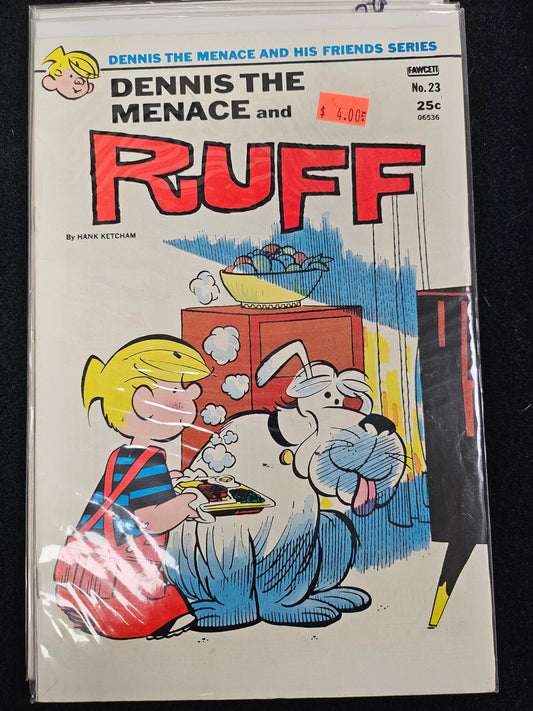 DENNIS THE MENACE AND HIS FRIENDS SERIES
DENNIS THE
MENACE and
RUFF
FAWCETT
No. 23
25c
06536
$ 4.00
By HANK KETCHAM